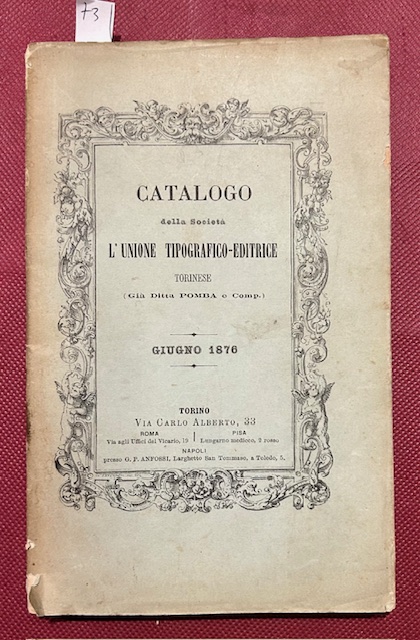 73
CATALOGO
della Società
L'UNIONE TIPOGRAFICO-EDITRICE
TORINESE
(Già Ditta POMBA e Comp.)
GIUGNO 1876
TORINO
VIA CARLO ALBERTO, 33
ROMA
Via agli Uffici del Vicario, 19
PISA
Lungarno mediceo, 2 rosso
NAPOLI
presso G. P. ANFOSSI, Larghetto San Tommaso, a Toledo, 5.